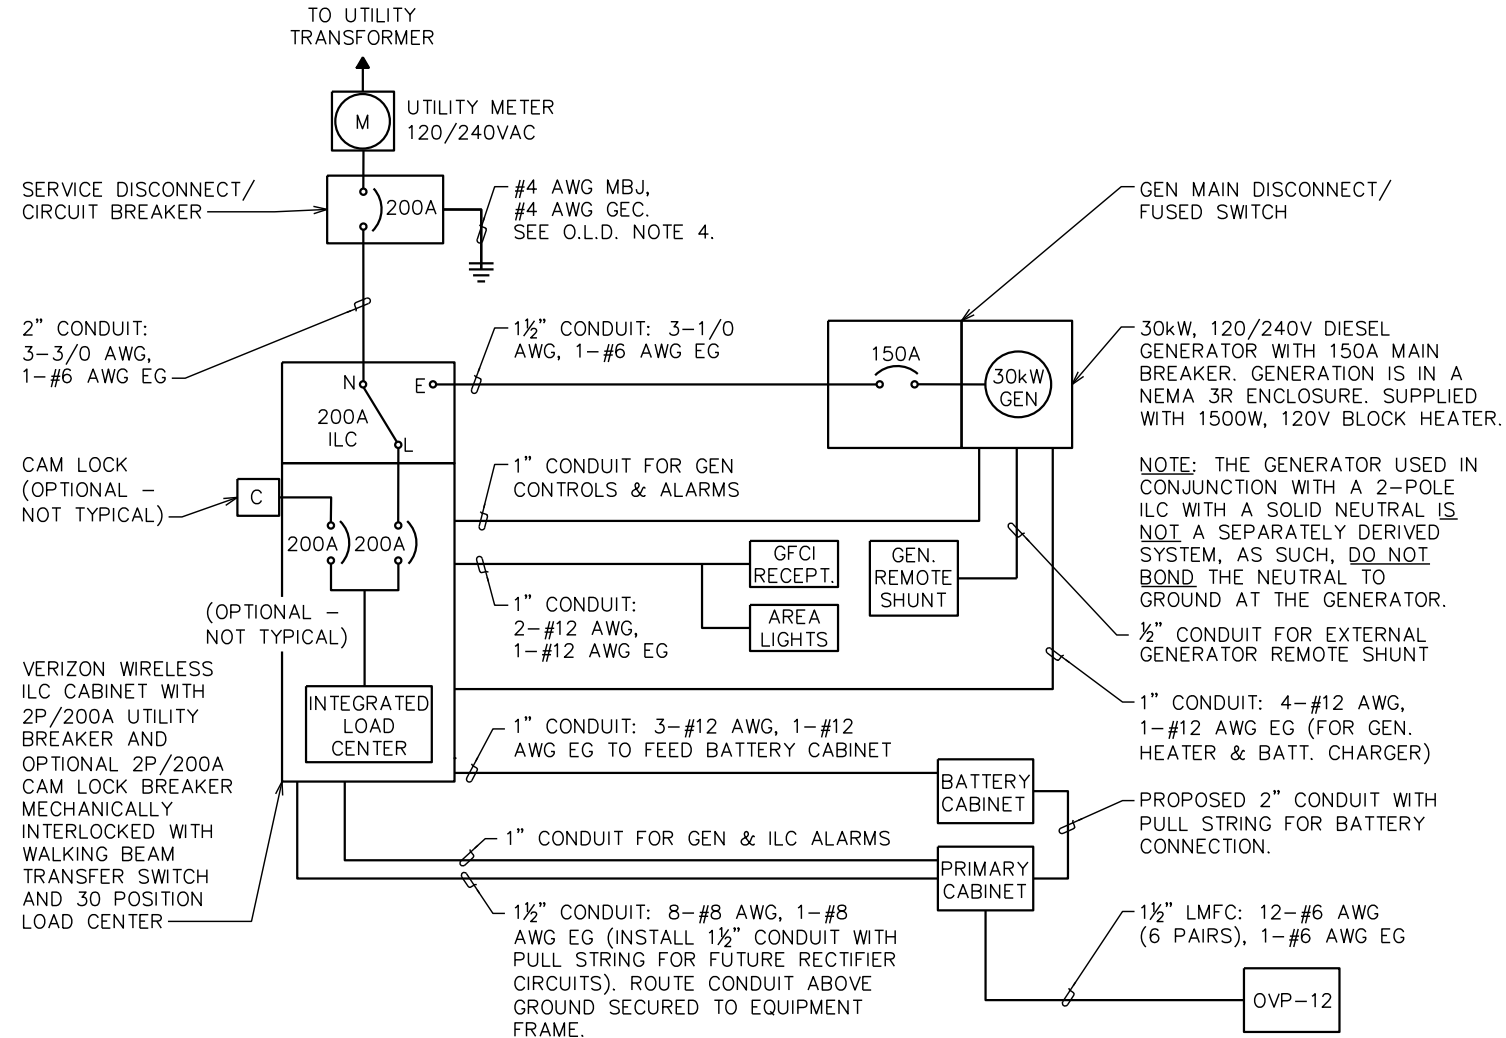 TO UTILITY
TRANSFORMER
M
UTILITY METER
120/240VAC
SERVICE DISCONNECT/
CIRCUIT BREAKER
200A
#4 AWG MBJ,
#4 AWG GEC.
SEE O.L.D. NOTE 4.
GEN MAIN DISCONNECT/
FUSED SWITCH
2" CONDUIT:
3-3/0 AWG,
1-#6 AWG EG
1½" CONDUIT: 3-1/0
AWG, 1-#6 AWG EG
150A
30kW
GEN
30kW, 120/240V DIESEL
GENERATOR WITH 150A MAIN
BREAKER. GENERATION IS IN A
NEMA 3R ENCLOSURE. SUPPLIED
WITH 1500W, 120V BLOCK HEATER.
N
E
200A
ILC
L
CAM LOCK
(OPTIONAL -
NOT TYPICAL)
C
1" CONDUIT FOR GEN
CONTROLS & ALARMS
NOTE: THE GENERATOR USED IN
CONJUNCTION WITH A 2-POLE
ILC WITH A SOLID NEUTRAL IS
NOT A SEPARATELY DERIVED
SYSTEM, AS SUCH, DO NOT
BOND THE NEUTRAL TO
GROUND AT THE GENERATOR.
200A
200A
GFCI
RECEPT.
GEN.
REMOTE
SHUNT
(OPTIONAL -
NOT TYPICAL)
1" CONDUIT:
2-#12 AWG,
1-#12 AWG EG
AREA
LIGHTS
½" CONDUIT FOR EXTERNAL
GENERATOR REMOTE SHUNT
VERIZON WIRELESS
ILC CABINET WITH
2P/200A UTILITY
BREAKER AND
OPTIONAL 2P/200A
CAM LOCK BREAKER
MECHANICALLY
INTERLOCKED WITH
WALKING BEAM
TRANSFER SWITCH
AND 30 POSITION
LOAD CENTER
INTEGRATED
LOAD
CENTER
1" CONDUIT: 3-#12 AWG, 1-#12
AWG EG TO FEED BATTERY CABINET
1" CONDUIT: 4-#12 AWG,
1-#12 AWG EG (FOR GEN.
HEATER & BATT. CHARGER)
BATTERY
CABINET
PROPOSED 2" CONDUIT WITH
PULL STRING FOR BATTERY
CONNECTION.
1" CONDUIT FOR GEN & ILC ALARMS
PRIMARY
CABINET
1½" CONDUIT: 8-#8 AWG, 1-#8
AWG EG (INSTALL 1½" CONDUIT WITH
PULL STRING FOR FUTURE RECTIFIER
CIRCUITS). ROUTE CONDUIT ABOVE
GROUND SECURED TO EQUIPMENT
FRAME.
1½" LMFC: 12-#6 AWG
(6 PAIRS), 1-#6 AWG EG
OVP-12